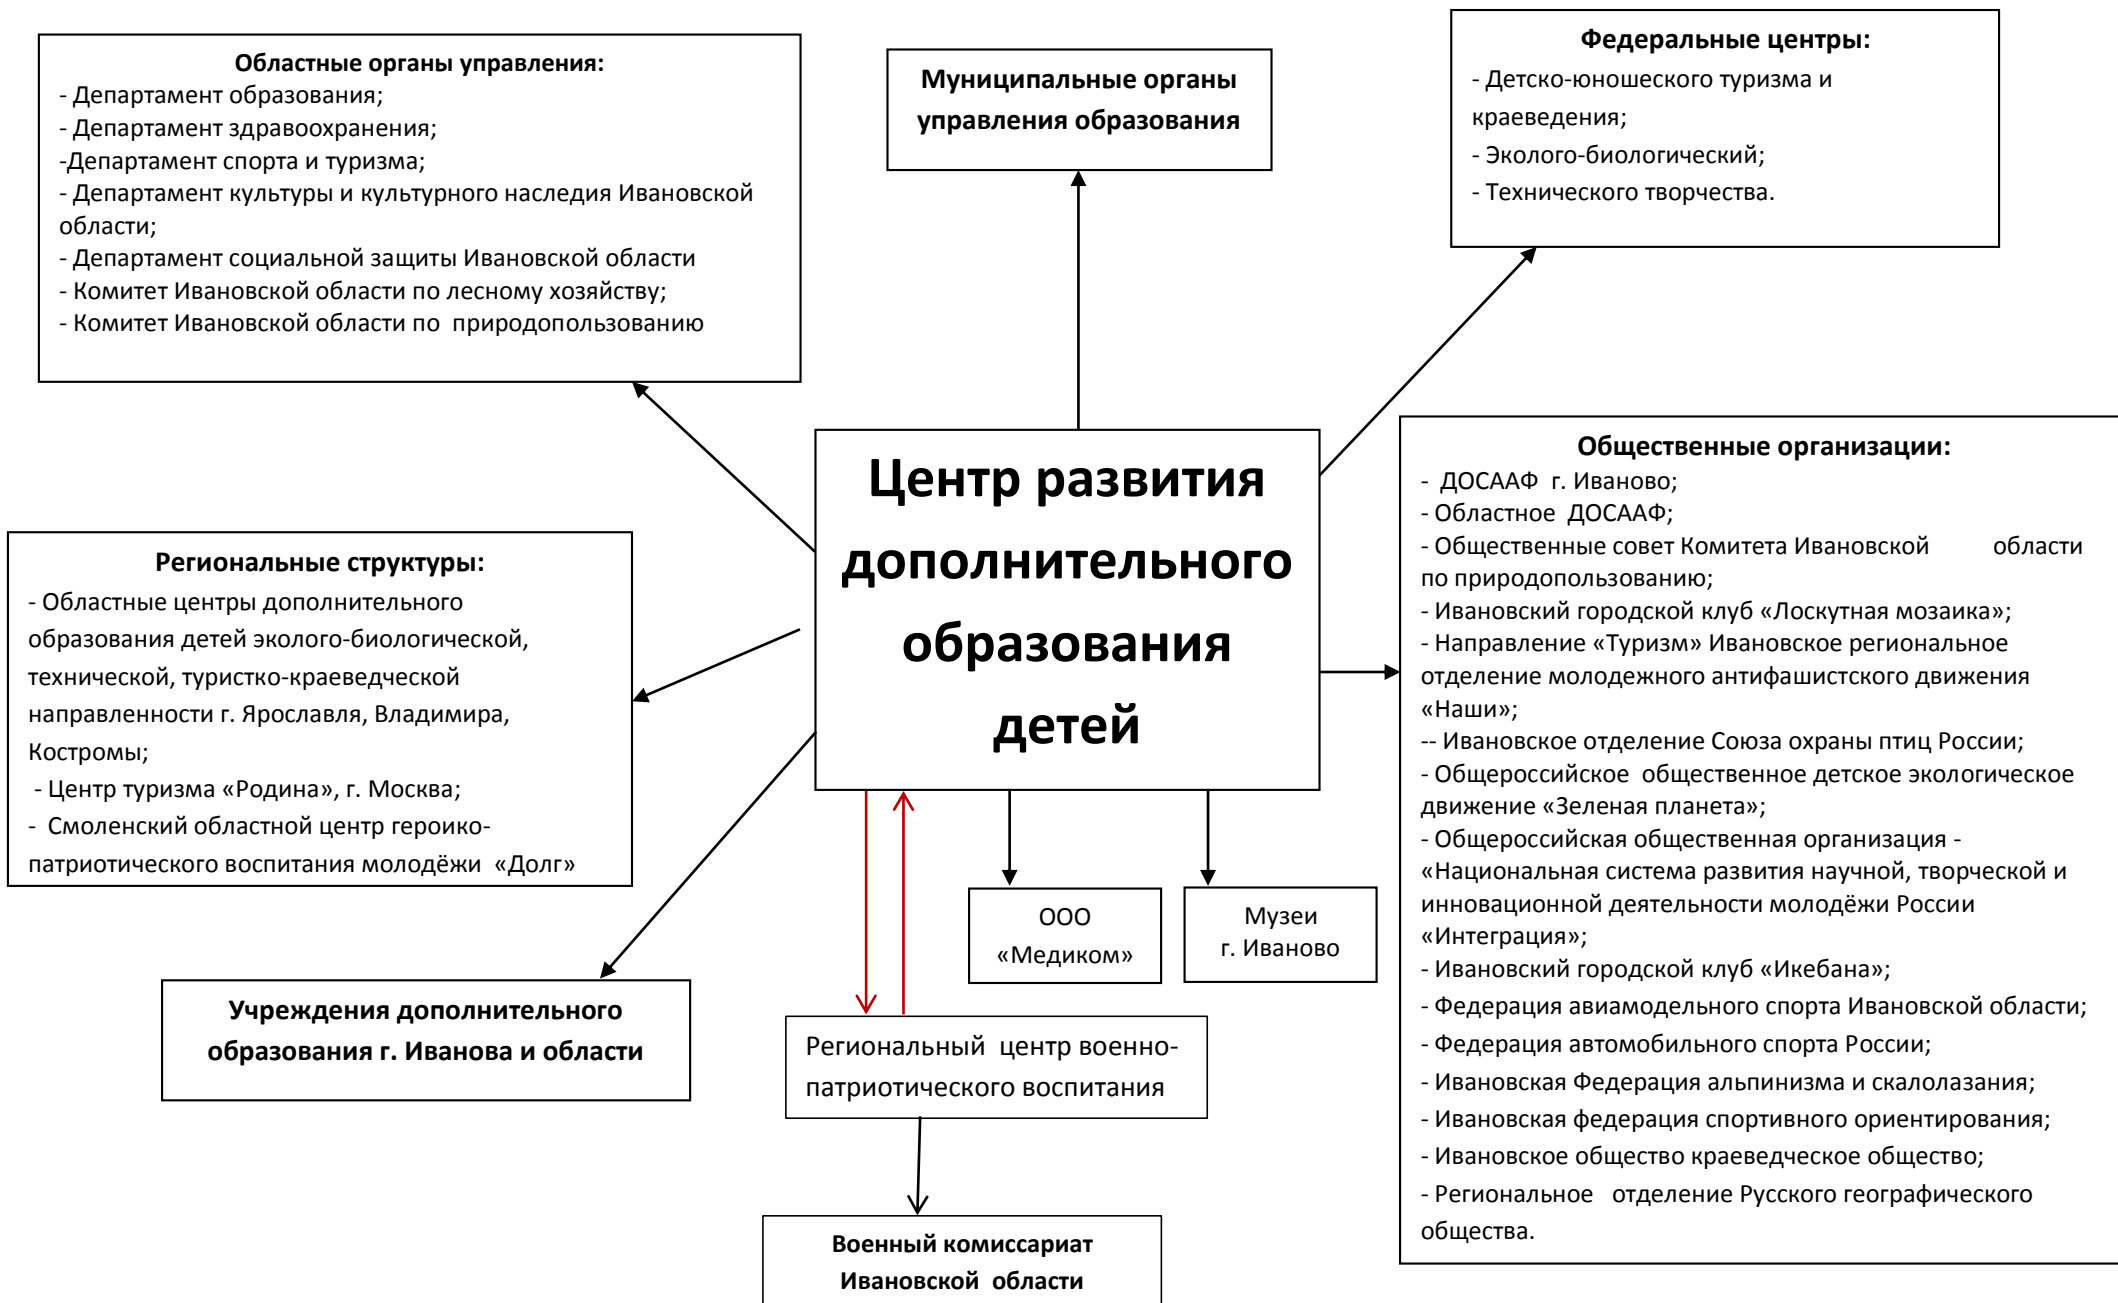 Областные органы управления:
- Департамент образования;
- Департамент здравоохранения;
-Департамент спорта и туризма;
- Департамент культуры и культурного наследия Ивановской
области;
- Департамент социальной защиты Ивановской области
- Комитет Ивановской области по лесному хозяйству;
- Комитет Ивановской области по  природопользованию
Муниципальные органы
управления образования
Федеральные центры:
- Детско-юношеского туризма и
краеведения;
- Эколого-биологический;
- Технического творчества.
Центр развития
дополнительного
образования
детей
Региональные структуры:
- Областные центры дополнительного
образования детей эколого-биологической,
технической, туристко-краеведческой
направленности г. Ярославля, Владимира,
Костромы;
- Центр туризма «Родина», г. Москва;
-  Смоленский областной центр героико-
патриотического воспитания молодёжи  «Долг»
Общественные организации:
-  ДОСААФ  г. Иваново;
- Областное  ДОСААФ;
- Общественные совет Комитета Ивановской области
по природопользованию;
- Ивановский городской клуб «Лоскутная мозаика»;
- Направление «Туризм» Ивановское региональное
отделение молодежного антифашистского движения
«Наши»;
-- Ивановское отделение Союза охраны птиц России;
- Общероссийское  общественное детское экологическое
движение «Зеленая планета»;
- Общероссийская общественная организация -
«Национальная система развития научной, творческой и
инновационной деятельности молодёжи России
«Интеграция»;
- Ивановский городской клуб «Икебана»;
- Федерация авиамодельного спорта Ивановской области;
- Федерация автомобильного спорта России;
- Ивановская Федерация альпинизма и скалолазания;
- Ивановская федерация спортивного ориентирования;
- Ивановское общество краеведческое общество;
- Региональное   отделение Русского географического
общества.
ООО
«Медиком»
Музеи
г. Иваново
Учреждения дополнительного
образования г. Иванова и области
Региональный  центр военно-
патриотического воспитания
Военный комиссариат
Ивановской  области